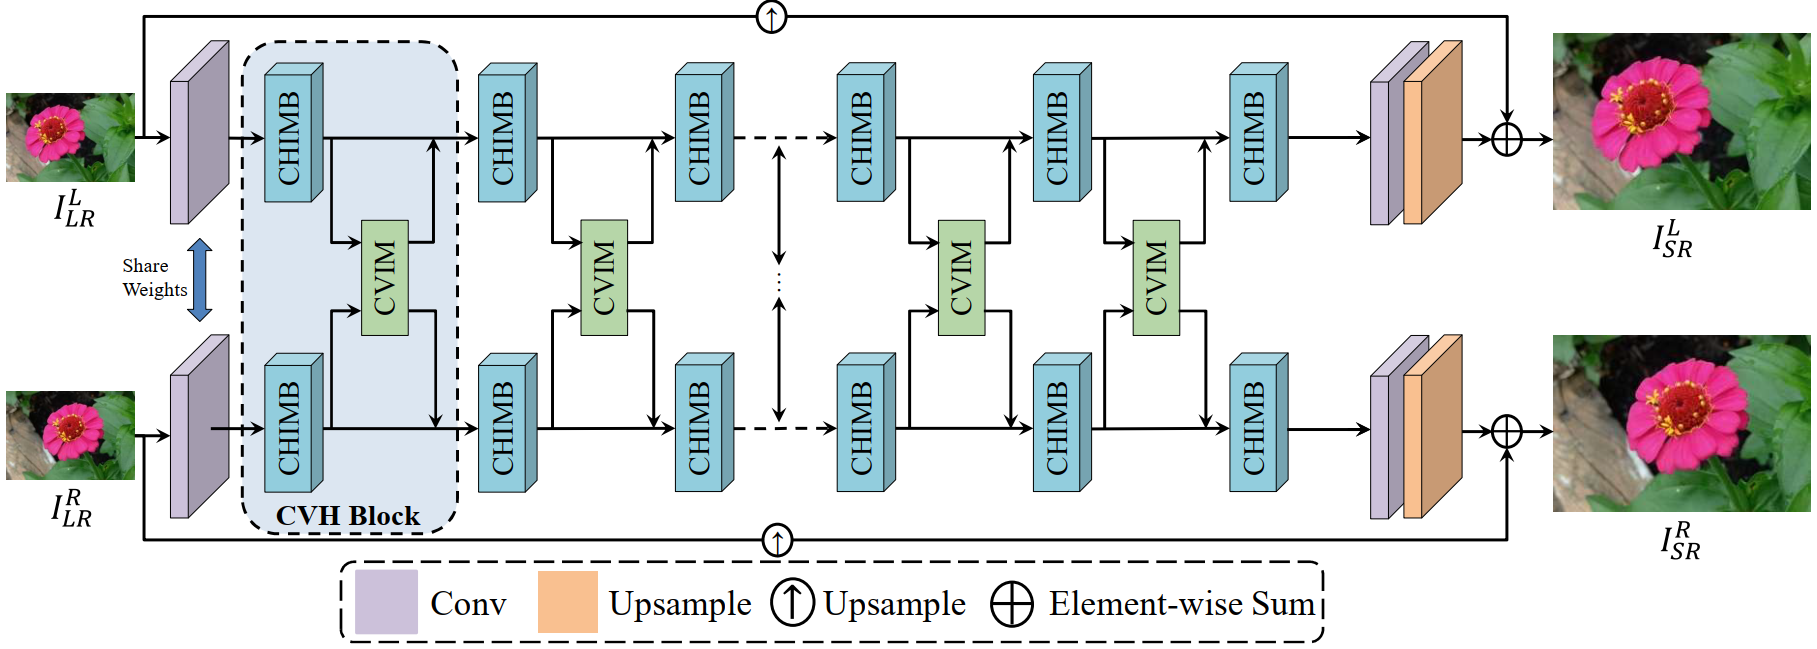 ↑
CHIMB CHIMB CHIMB CHIMB CHIMB CHIMB
I_{LR}^{L}
I_{SR}^{L}
Share
Weights
CVIM CVIM ... CVIM CVIM
CHIMB CHIMB CHIMB CHIMB CHIMB CHIMB
I_{LR}^{R}
CVH Block
I_{SR}^{R}
↑
Conv Upsample ↑ Upsample ⊕ Element-wise Sum